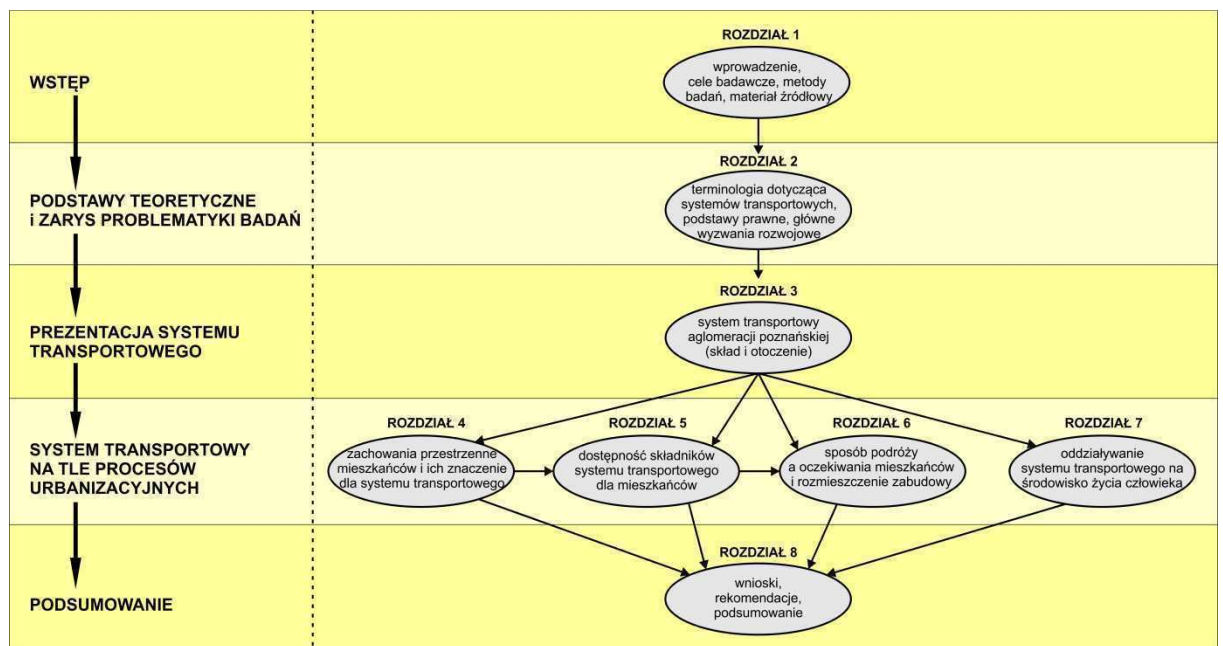 WSTĘP
ROZDZIAŁ 1
wprowadzenie,
cele badawcze, metody
badań, materiał źródłowy
PODSTAWY TEORETYCZNE
i ZARYS PROBLEMATYKI BADAŃ
ROZDZIAŁ 2
terminologia dotycząca
systemów transportowych,
podstawy prawne, główne
wyzwania rozwojowe
PREZENTACJA SYSTEMU
TRANSPORTOWEGO
ROZDZIAŁ 3
system transportowy
aglomeracji poznańskiej
(skład i otoczenie)
SYSTEM TRANSPORTOWY
NA TLE PROCESÓW
URBANIZACYJNYCH
ROZDZIAŁ 4
zachowania przestrzenne
mieszkańców i ich znaczenie
dla systemu transportowego
ROZDZIAŁ 5
dostępność składników
systemu transportowego
dla mieszkańców
ROZDZIAŁ 6
sposób podróży
a oczekiwania mieszkańców
i rozmieszczenie zabudowy
ROZDZIAŁ 7
oddziaływanie
systemu transportowego na
środowisko życia człowieka
PODSUMOWANIE
ROZDZIAŁ 8
wnioski,
rekomendacje,
podsumowanie